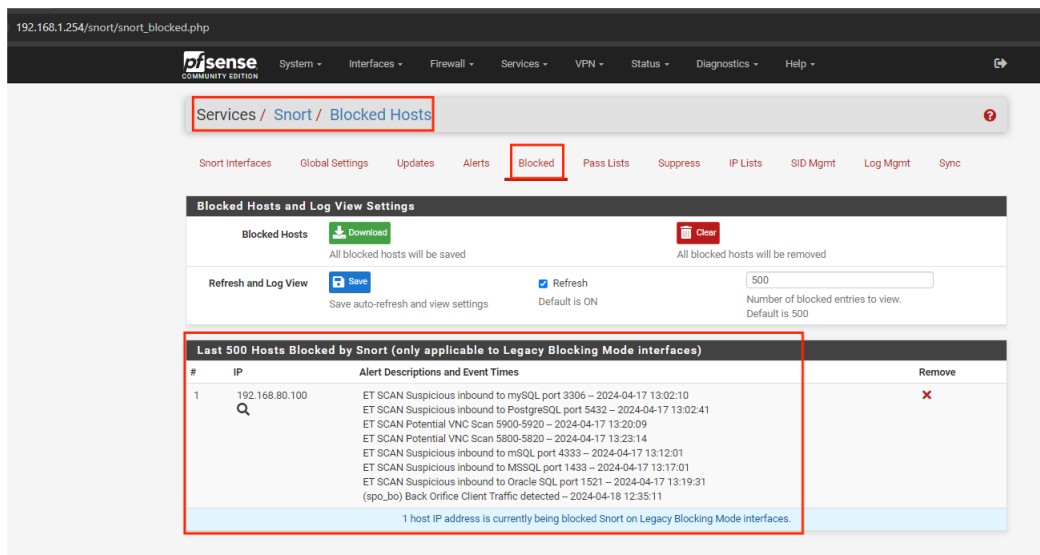 192.168.1.254/snort/snort_blocked.php
pfsense COMMUNITY EDITION System Interfaces Firewall Services VPN Status Diagnostics Help
Services / Snort / Blocked Hosts
Snort Interfaces Global Settings Updates Alerts Blocked Pass Lists Suppress IP Lists SID Mgmt Log Mgmt Sync
Blocked Hosts and Log View Settings
Blocked Hosts Download Clear
All blocked hosts will be saved All blocked hosts will be removed
Refresh and Log View Save Refresh 500
Save auto-refresh and view settings Default is ON Number of blocked entries to view.
Default is 500
Last 500 Hosts Blocked by Snort (only applicable to Legacy Blocking Mode interfaces)
# IP Alert Descriptions and Event Times Remove
1 192.168.80.100 ET SCAN Suspicious inbound to mySQL port 3306 -- 2024-04-17 13:02:10
ET SCAN Suspicious inbound to PostgreSQL port 5432 -- 2024-04-17 13:02:41
ET SCAN Potential VNC Scan 5900-5920 -- 2024-04-17 13:20:09
ET SCAN Potential VNC Scan 5800-5820 -- 2024-04-17 13:23:14
ET SCAN Suspicious inbound to mSQL port 4333 -- 2024-04-17 13:12:01
ET SCAN Suspicious inbound to MSSQL port 1433 -- 2024-04-17 13:17:01
ET SCAN Suspicious inbound to Oracle SQL port 1521 -- 2024-04-17 13:19:31
(spo_bo) Back Orifice Client Traffic detected -- 2024-04-18 12:35:11
1 host IP address is currently being blocked Snort on Legacy Blocking Mode interfaces.